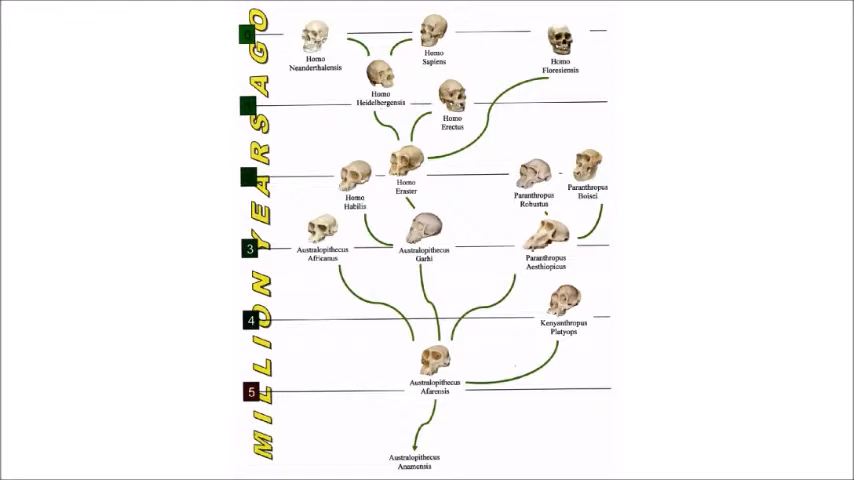 MILLION YEARS AGO
0
Homo
Neanderthalensis
Homo
Sapiens
Homo
Floresiensis
Homo
Heidelbergensis
Homo
Erectus
Homo
Eraster
Homo
Habilis
Paranthropus
Robustus
Paranthropus
Boisei
3
Australopithecus
Africanus
Australopithecus
Garhi
Paranthropus
Aesthiopicus
4
Kenyanthropus
Platyops
Australopithecus
Afarensis
5
Australopithecus
Anamensis